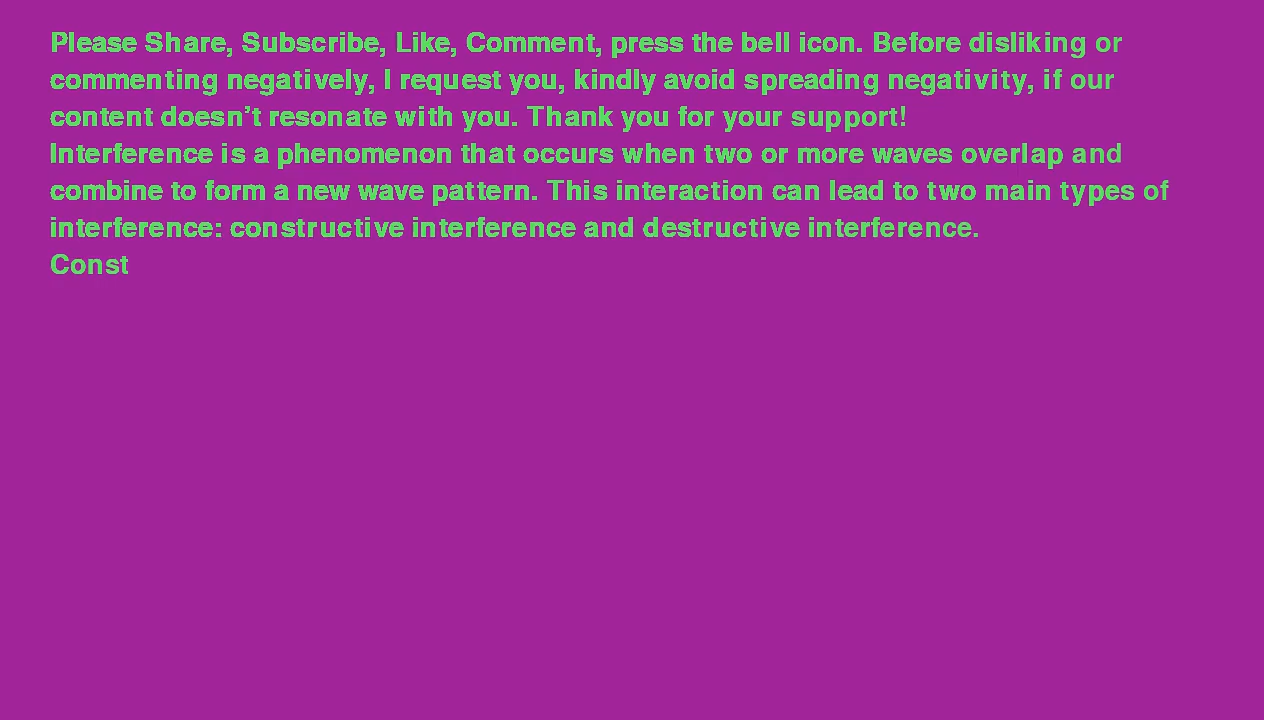 Please Share, Subscribe, Like, Comment, press the bell icon. Before disliking or
commenting negatively, I request you, kindly avoid spreading negativity, if our
content doesn’t resonate with you. Thank you for your support!
Interference is a phenomenon that occurs when two or more waves overlap and
combine to form a new wave pattern. This interaction can lead to two main types of
interference: constructive interference and destructive interference.
Const